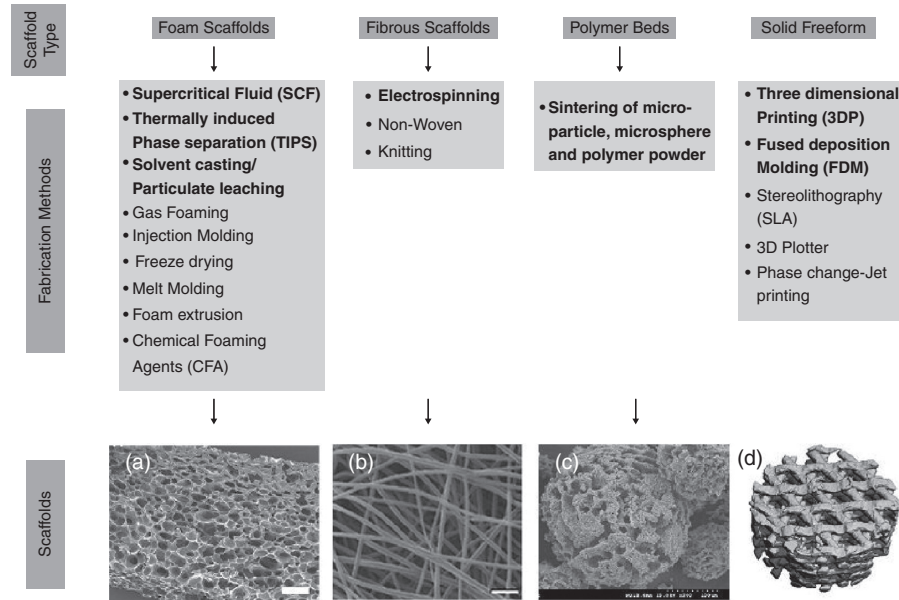 Scaffold
Type
Foam Scaffolds
Fibrous Scaffolds
Polymer Beds
Solid Freeform
Fabrication Methods
• Supercritical Fluid (SCF)
• Thermally induced
Phase separation (TIPS)
• Solvent casting/
Particulate leaching
• Gas Foaming
• Injection Molding
• Freeze drying
• Melt Molding
• Foam extrusion
• Chemical Foaming
Agents (CFA)
• Electrospinning
• Non-Woven
• Knitting
• Sintering of micro-
particle, microsphere
and polymer powder
• Three dimensional
Printing (3DP)
• Fused deposition
Molding (FDM)
• Stereolithography
(SLA)
• 3D Plotter
• Phase change-Jet
printing
Scaffolds
(a)
(b)
(c)
(d)